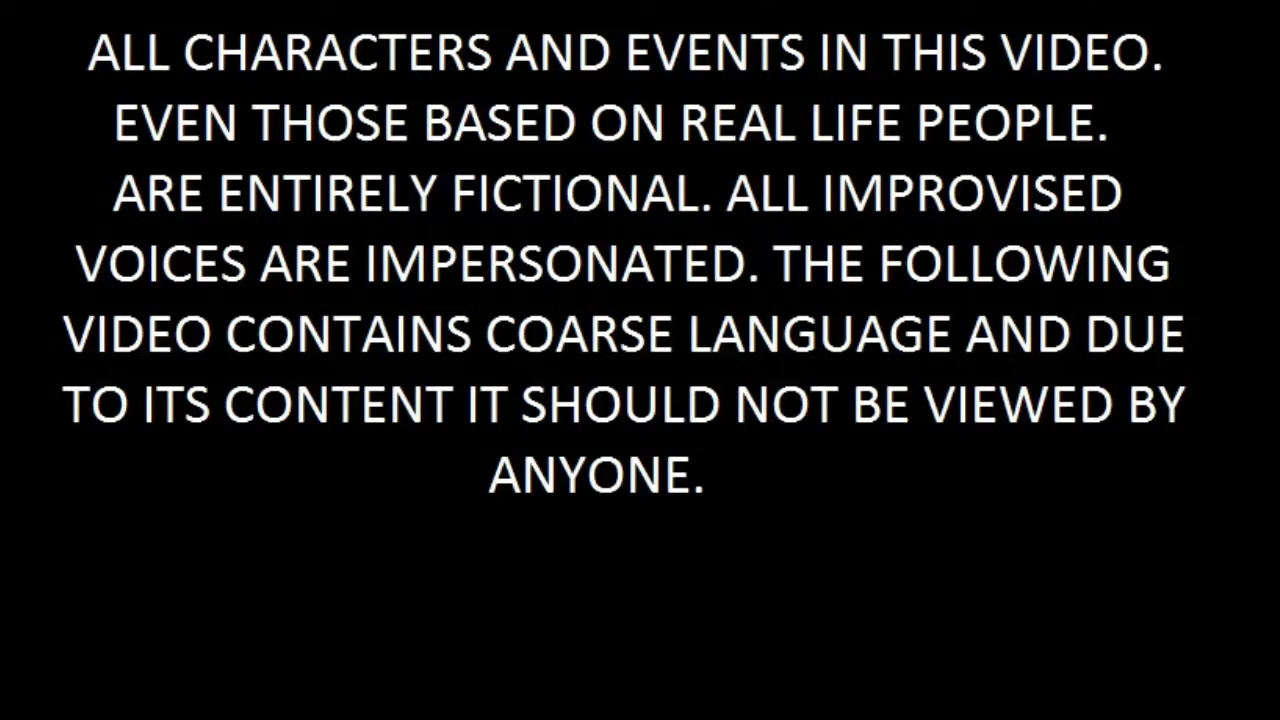 ALL CHARACTERS AND EVENTS IN THIS VIDEO.
EVEN THOSE BASED ON REAL LIFE PEOPLE.
ARE ENTIRELY FICTIONAL. ALL IMPROVISED
VOICES ARE IMPERSONATED. THE FOLLOWING
VIDEO CONTAINS COARSE LANGUAGE AND DUE
TO ITS CONTENT IT SHOULD NOT BE VIEWED BY
ANYONE.